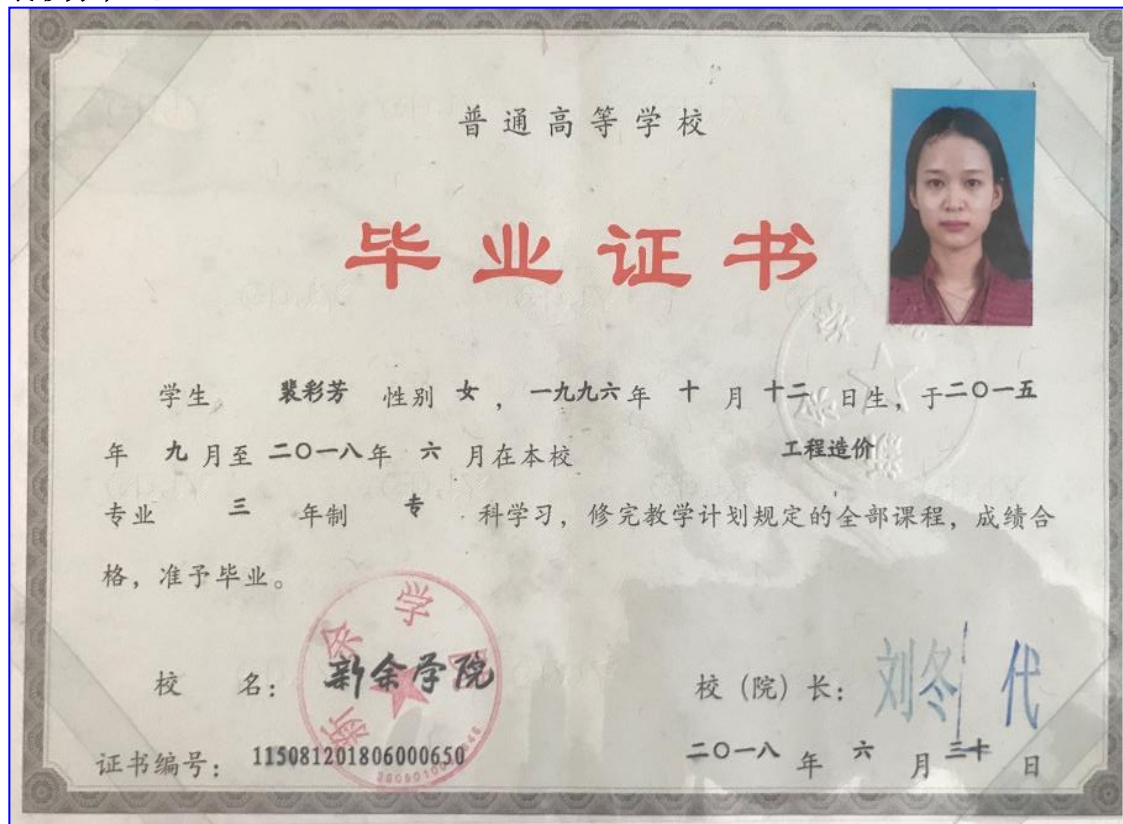 普通高等学校
毕业证书
学生 裴彩芳 性别 女，一九九六年 十 月 十二 日生，于二〇一五
年 九 月至 二〇一八年 六 月在本校 工程造价
专业 三 年制 专 科学习，修完教学计划规定的全部课程，成绩合
格，准予毕业。
校 名：新余学院
新余学院
校（院）长：刘冬 代
证书编号：115081201806000650
二〇一八 年 六 月 三十 日